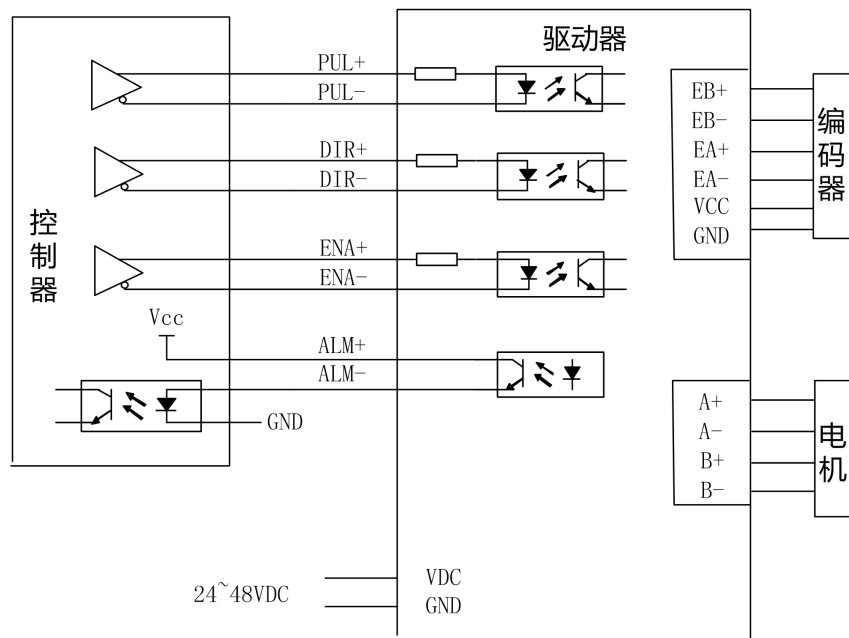 驱动器
控制器
PUL+
PUL-
DIR+
DIR-
ENA+
ENA-
Vcc
ALM+
ALM-
GND
EB+
EB-
EA+
EA-
VCC
GND
编码器
A+
A-
B+
B-
电机
24~48VDC
VDC
GND